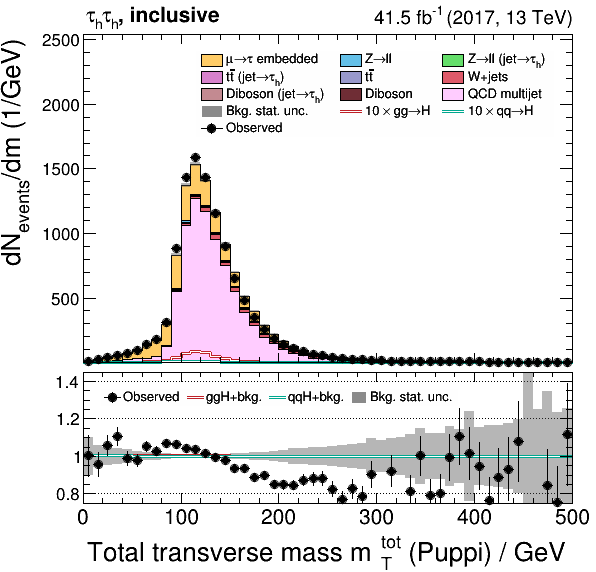 τhτh, inclusive 41.5 fb⁻¹ (2017, 13 TeV)
2500
2000
1500
1000
500
dNevents/dm (1/GeV)
μ→τ embedded Z→ll Z→ll (jet→τh)
tt̄ (jet→τh) tt̄ W+jets
Diboson (jet→τh) Diboson QCD multijet
Bkg. stat. unc. 10 × gg→H 10 × qq→H
Observed
1.4
1.2
1
0.8
Observed ggH+bkg. qqH+bkg. Bkg. stat. unc.
0 100 200 300 400 500
Total transverse mass m_T^tot (Puppi) / GeV